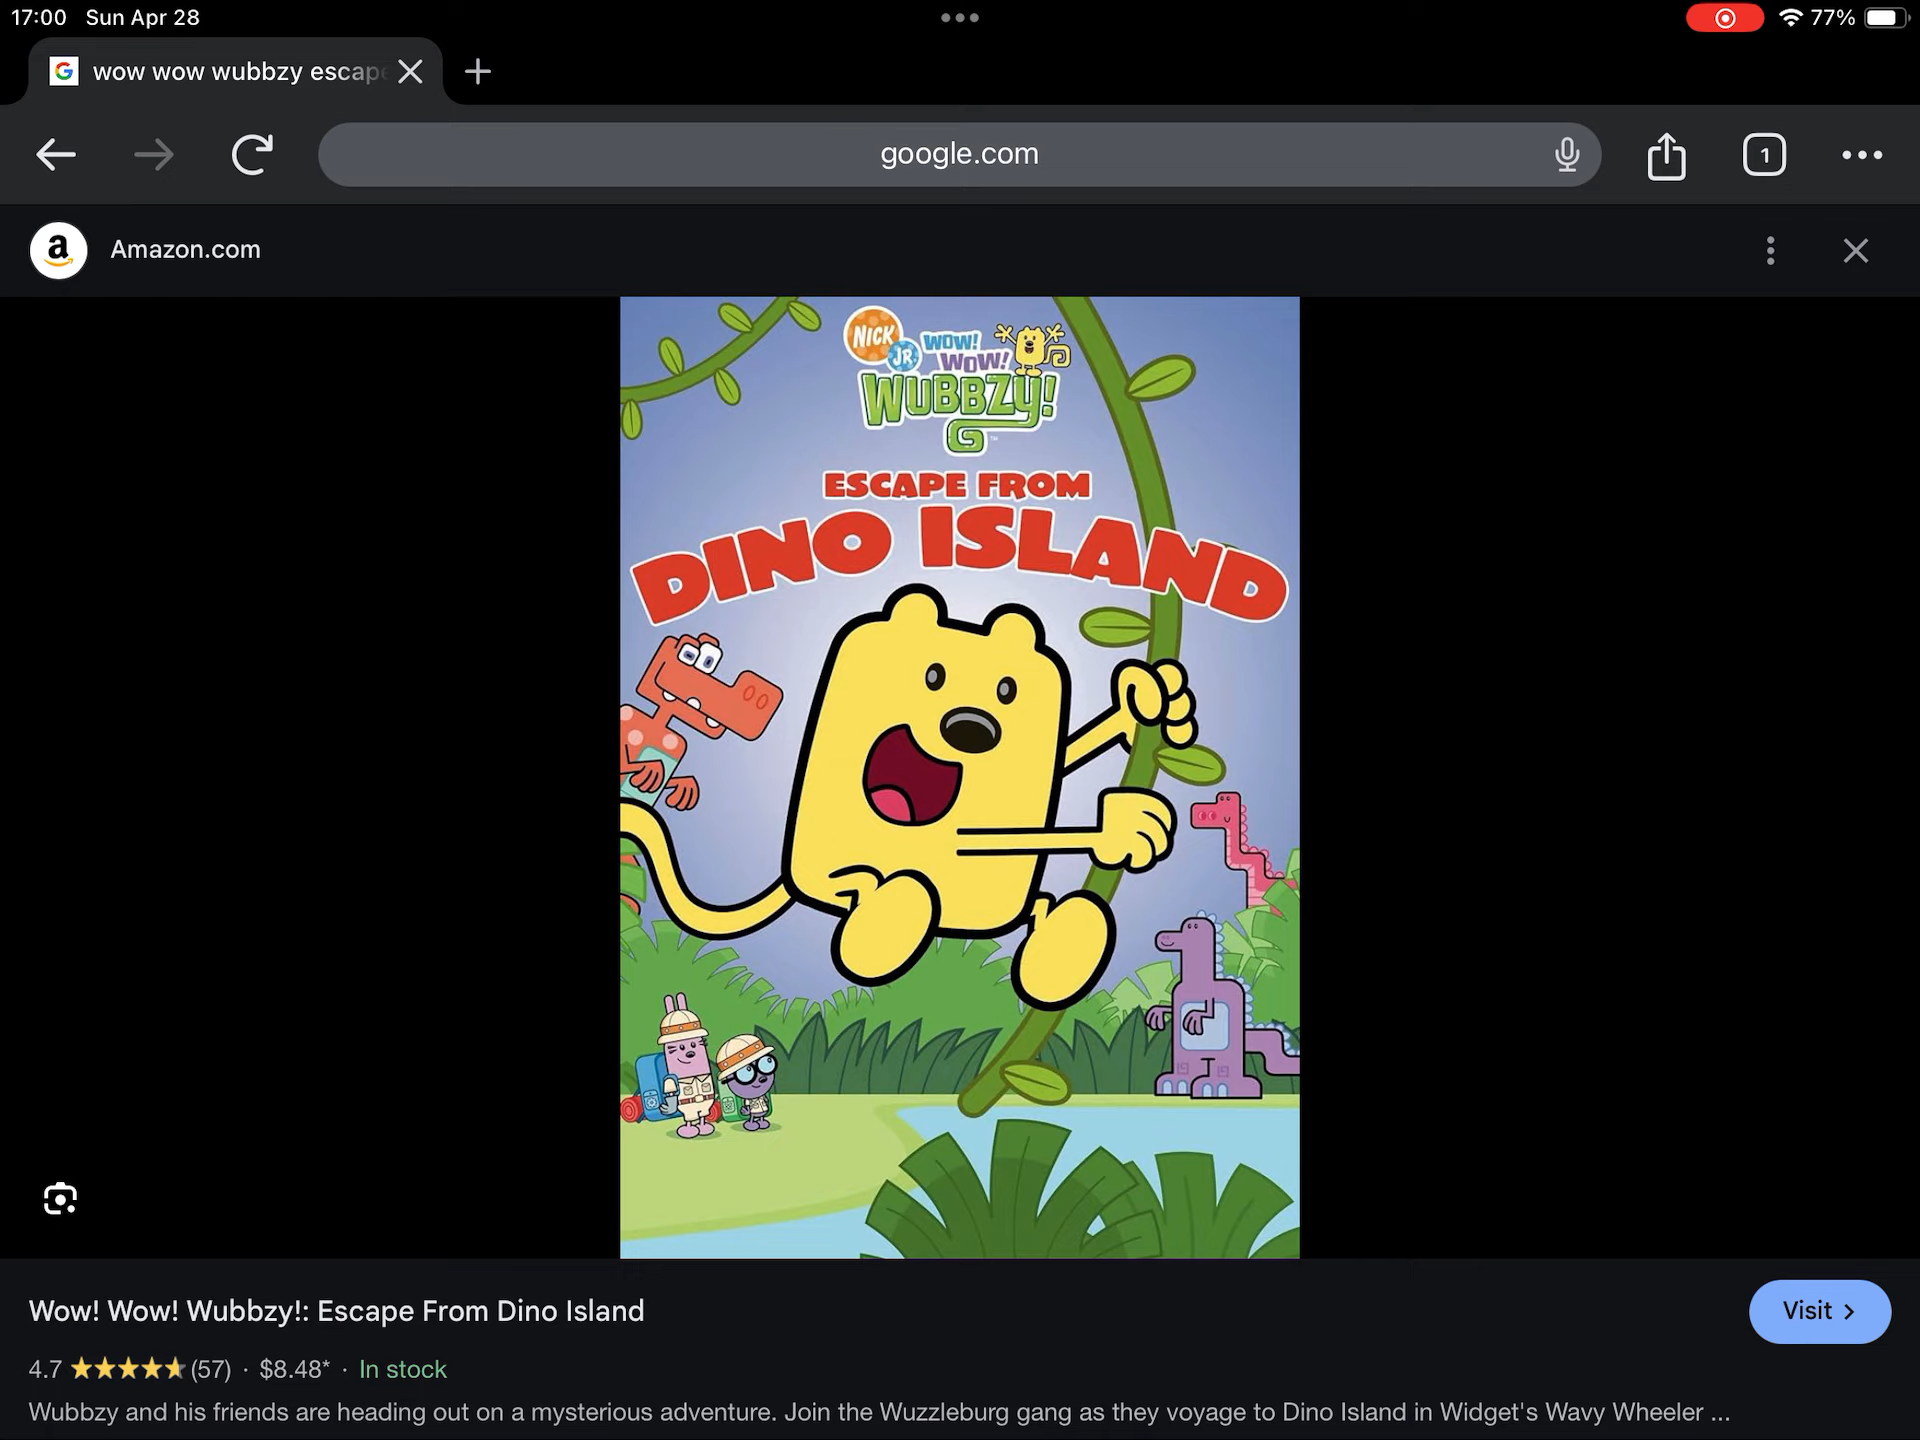 17:00 Sun Apr 28
77%
wow wow wubbzy escape
google.com
1
a
Amazon.com
NICK JR.
WOW! WOW! WUBBZY! ™
ESCAPE FROM
DINO ISLAND
Wow! Wow! Wubbzy!: Escape From Dino Island
Visit >
4.7 (57) · $8.48* · In stock
Wubbzy and his friends are heading out on a mysterious adventure. Join the Wuzzleburg gang as they voyage to Dino Island in Widget's Wavy Wheeler ...